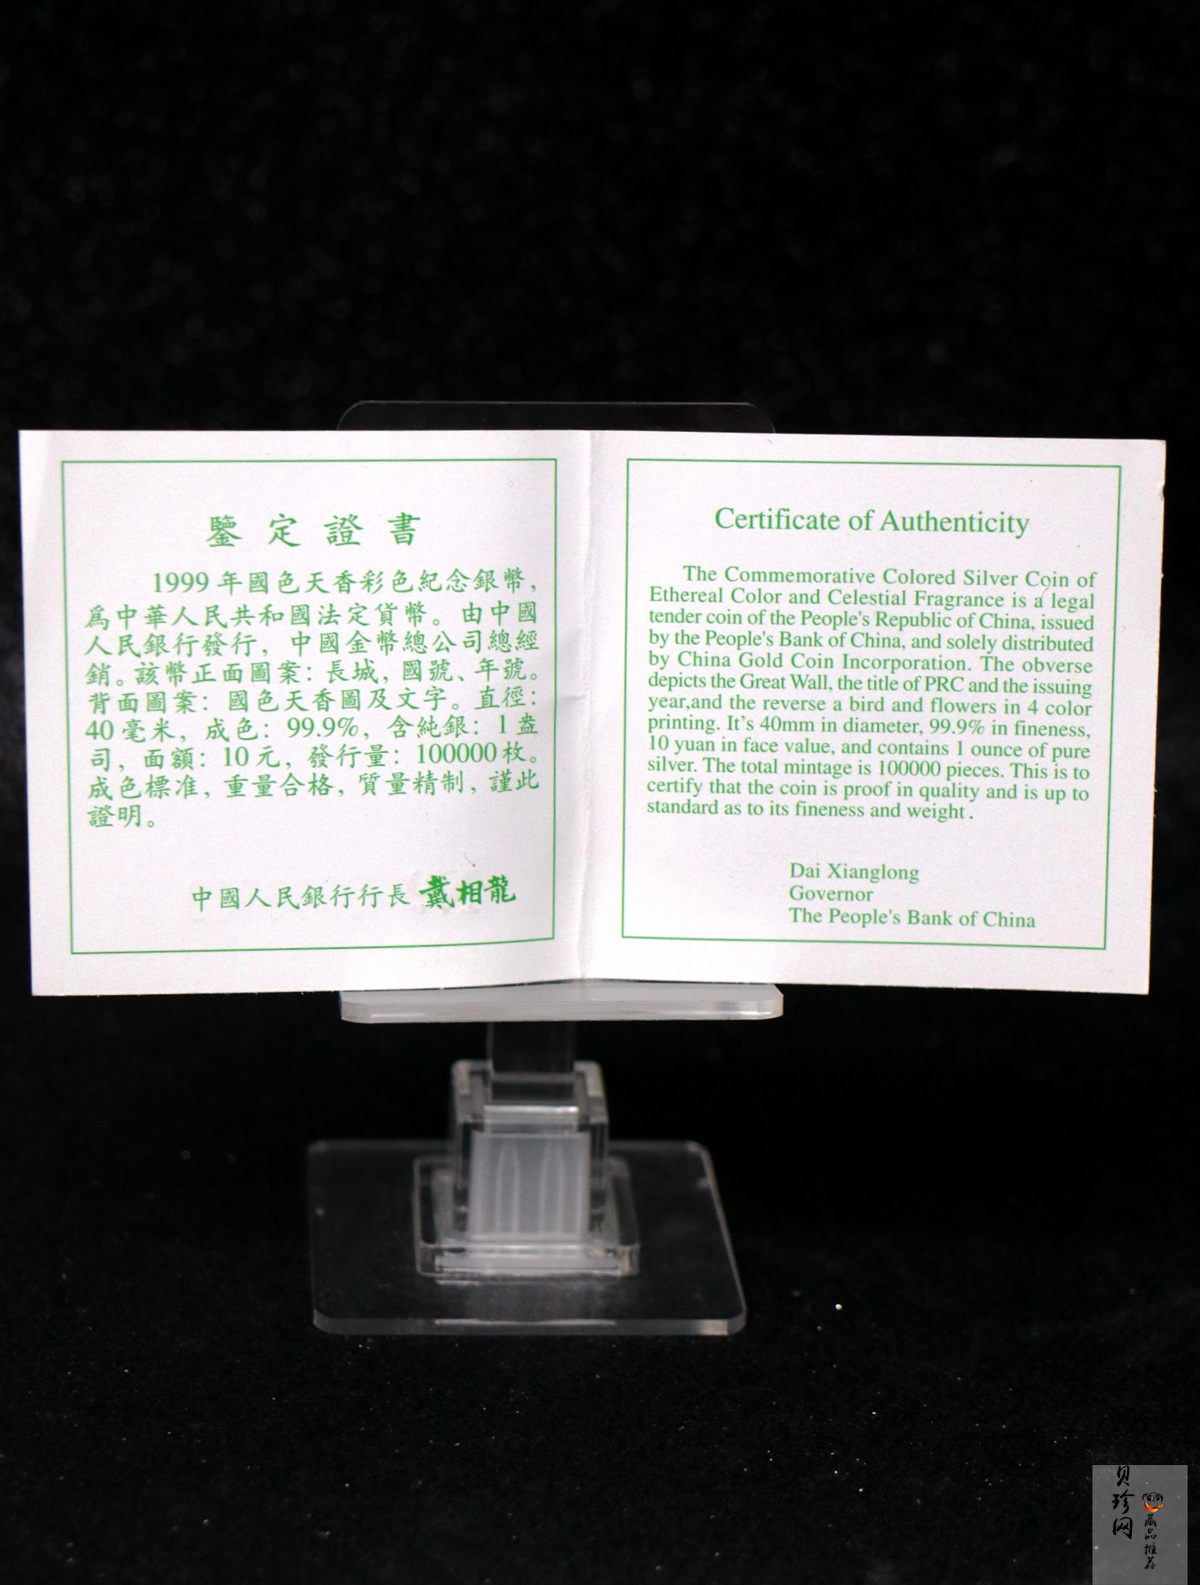 鑒定證書
1999年國色天香彩色紀念銀幣，
爲中華人民共和國法定貨幣。由中國
人民銀行發行，中國金幣總公司總經
銷。該幣正面圖案：長城，國號、年號。
背面圖案：國色天香圖及文字。直徑：
40毫米，成色：99.9%，含純銀：1盎
司，面額：10元，發行量：100000枚。
成色標准，重量合格，質量精制，謹此
證明。
中國人民銀行行長 戴相龍
Certificate of Authenticity
The Commemorative Colored Silver Coin of
Ethereal Color and Celestial Fragrance is a legal
tender coin of the People's Republic of China, issued
by the People's Bank of China, and solely distributed
by China Gold Coin Incorporation. The obverse
depicts the Great Wall, the title of PRC and the issuing
year,and the reverse a bird and flowers in 4 color
printing. It's 40mm in diameter, 99.9% in fineness,
10 yuan in face value, and contains 1 ounce of pure
silver. The total mintage is 100000 pieces. This is to
certify that the coin is proof in quality and is up to
standard as to its fineness and weight.
Dai Xianglong
Governor
The People's Bank of China
贝珍网
藏品推荐